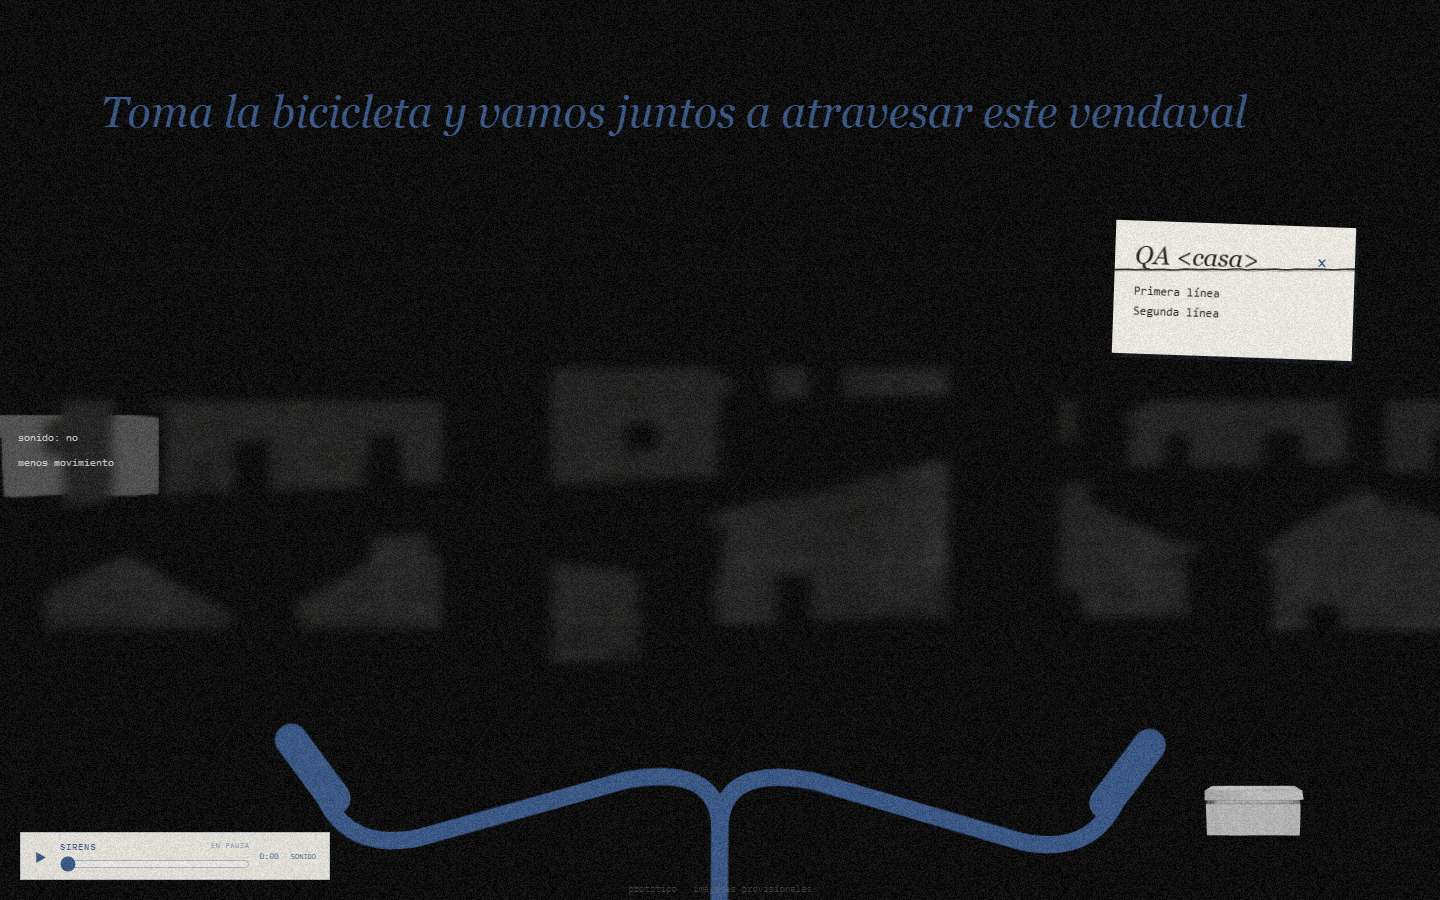 Toma la bicicleta y vamos juntos a atravesar este vendaval
QA <casa>
x
Primera línea
Segunda línea
sonido: no
menos movimiento
SIRENS
EN PAUSA
0:00
SONIDO
prototipo · imágenes provisionales